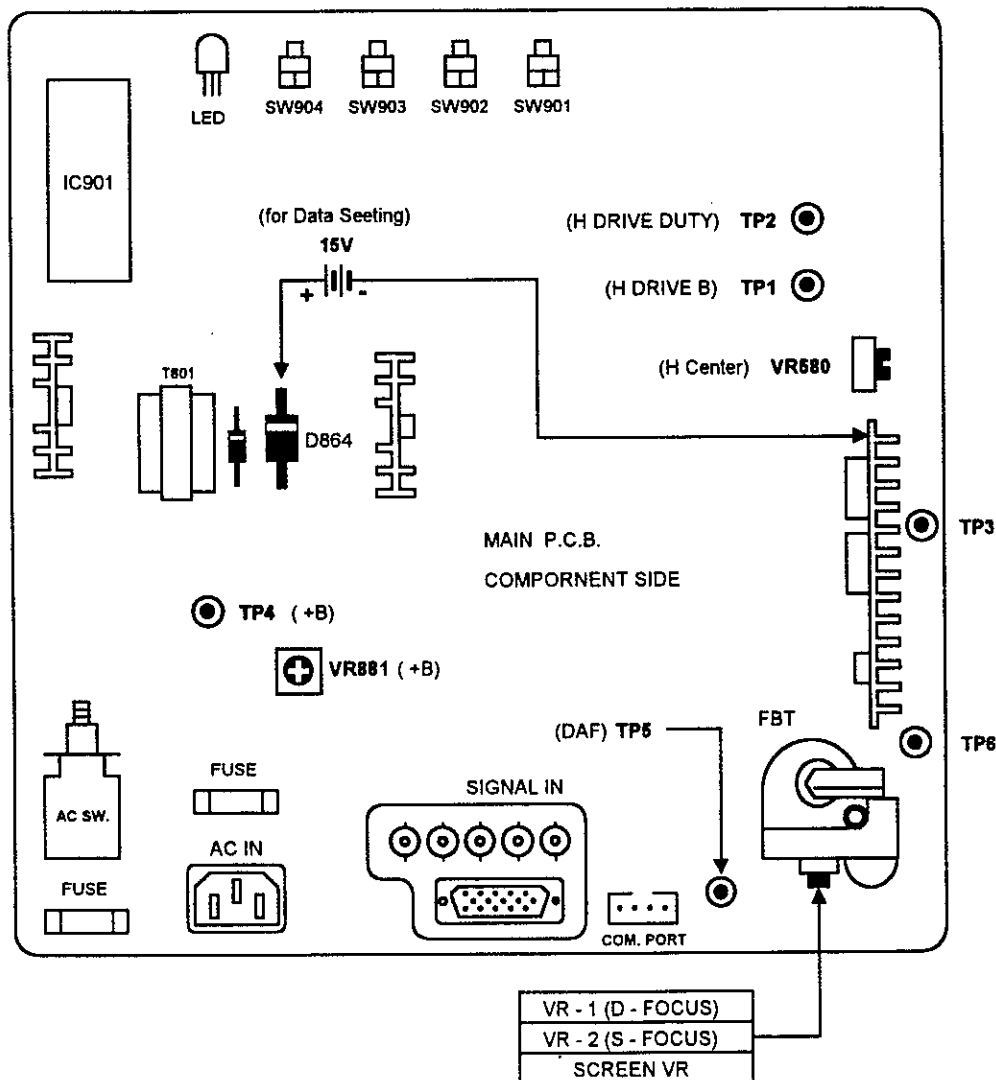 LED
SW904
SW903
SW902
SW901
IC901
(for Data Seeting)
15V
+ -
(H DRIVE DUTY) TP2
(H DRIVE B) TP1
(H Center) VR580
T601
D864
TP3
MAIN P.C.B.
COMPORNENT SIDE
TP4 ( +B)
VR881 ( +B)
(DAF) TP5
FBT
TP6
FUSE
SIGNAL IN
AC SW.
AC IN
FUSE
COM. PORT
VR - 1 (D - FOCUS)
VR - 2 (S - FOCUS)
SCREEN VR